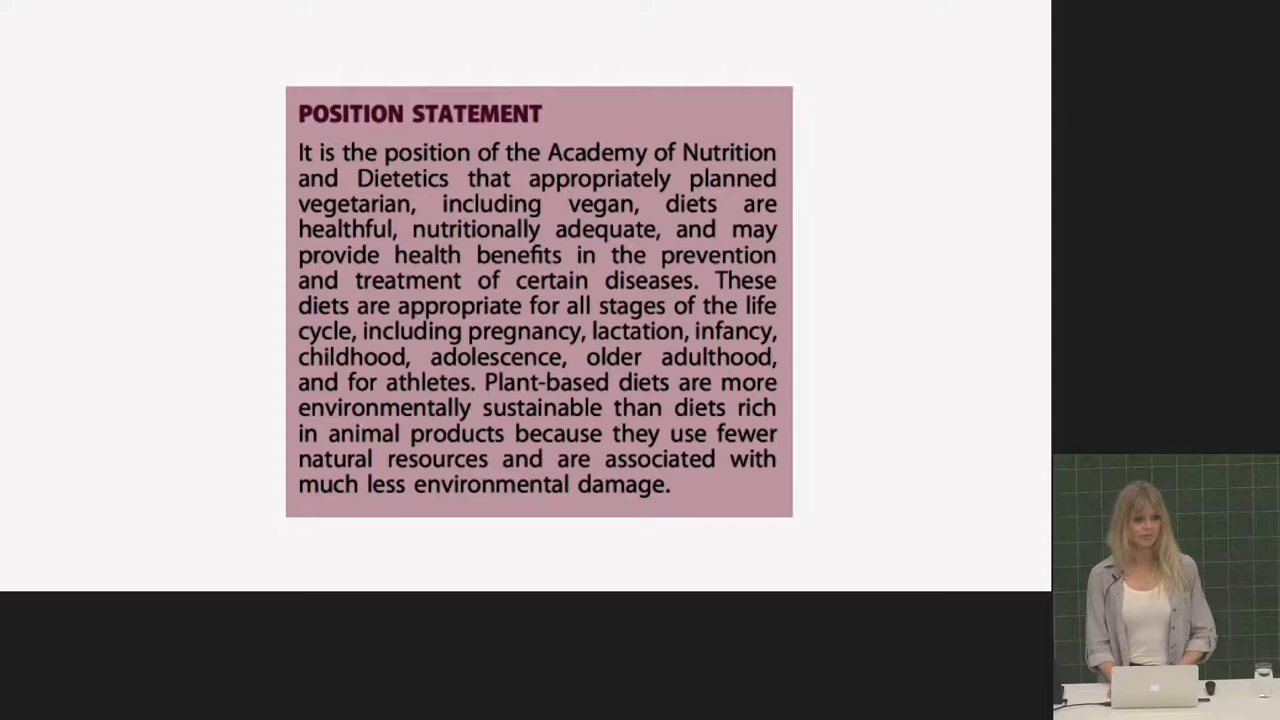 POSITION STATEMENT
It is the position of the Academy of Nutrition
and Dietetics that appropriately planned
vegetarian, including vegan, diets are
healthful, nutritionally adequate, and may
provide health benefits in the prevention
and treatment of certain diseases. These
diets are appropriate for all stages of the life
cycle, including pregnancy, lactation, infancy,
childhood, adolescence, older adulthood,
and for athletes. Plant-based diets are more
environmentally sustainable than diets rich
in animal products because they use fewer
natural resources and are associated with
much less environmental damage.